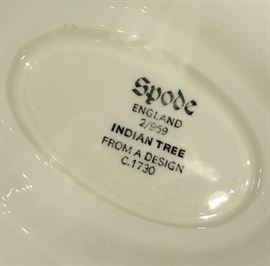 Spode
ENGLAND
2/959
INDIAN TREE
FROM A DESIGN
C.1730